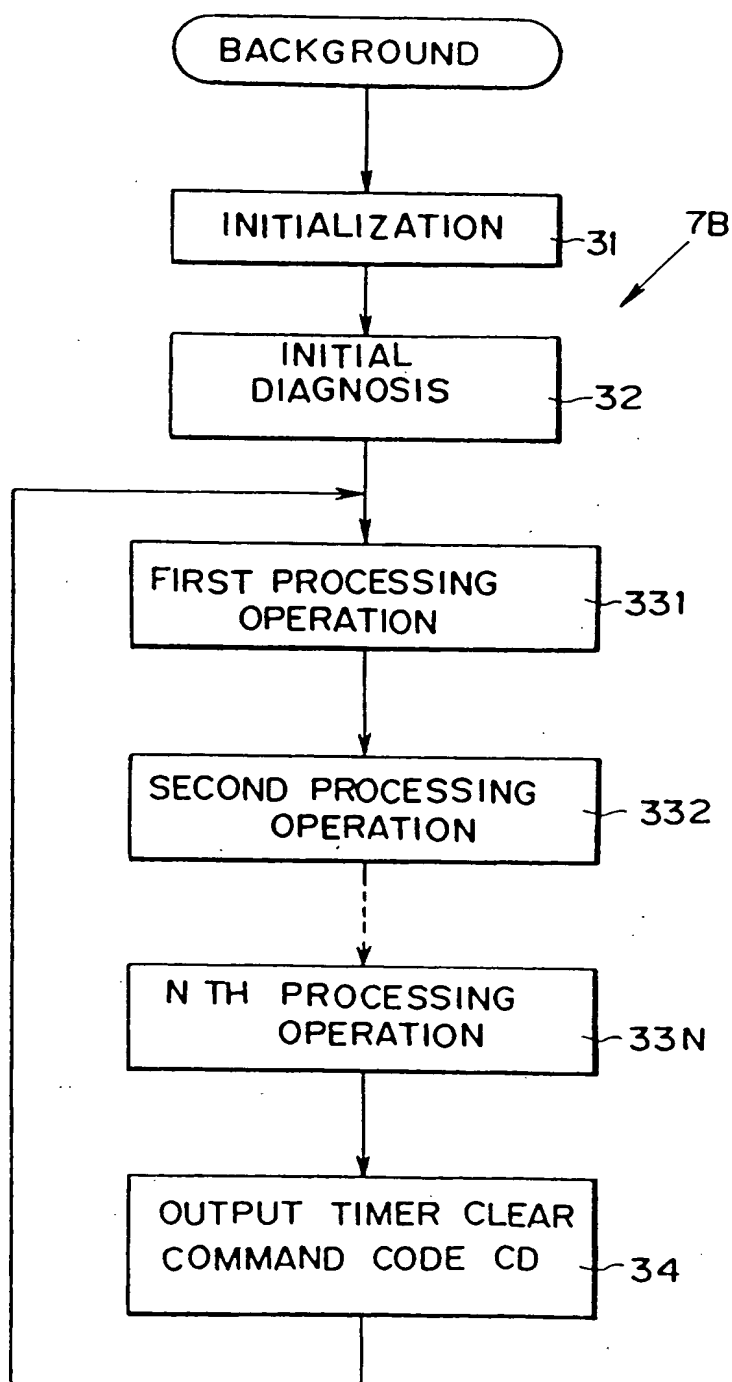 BACKGROUND
INITIALIZATION
31
7B
INITIAL
DIAGNOSIS
32
FIRST PROCESSING
OPERATION
331
SECOND PROCESSING
OPERATION
332
N TH PROCESSING
OPERATION
33N
OUTPUT TIMER CLEAR
COMMAND CODE CD
34